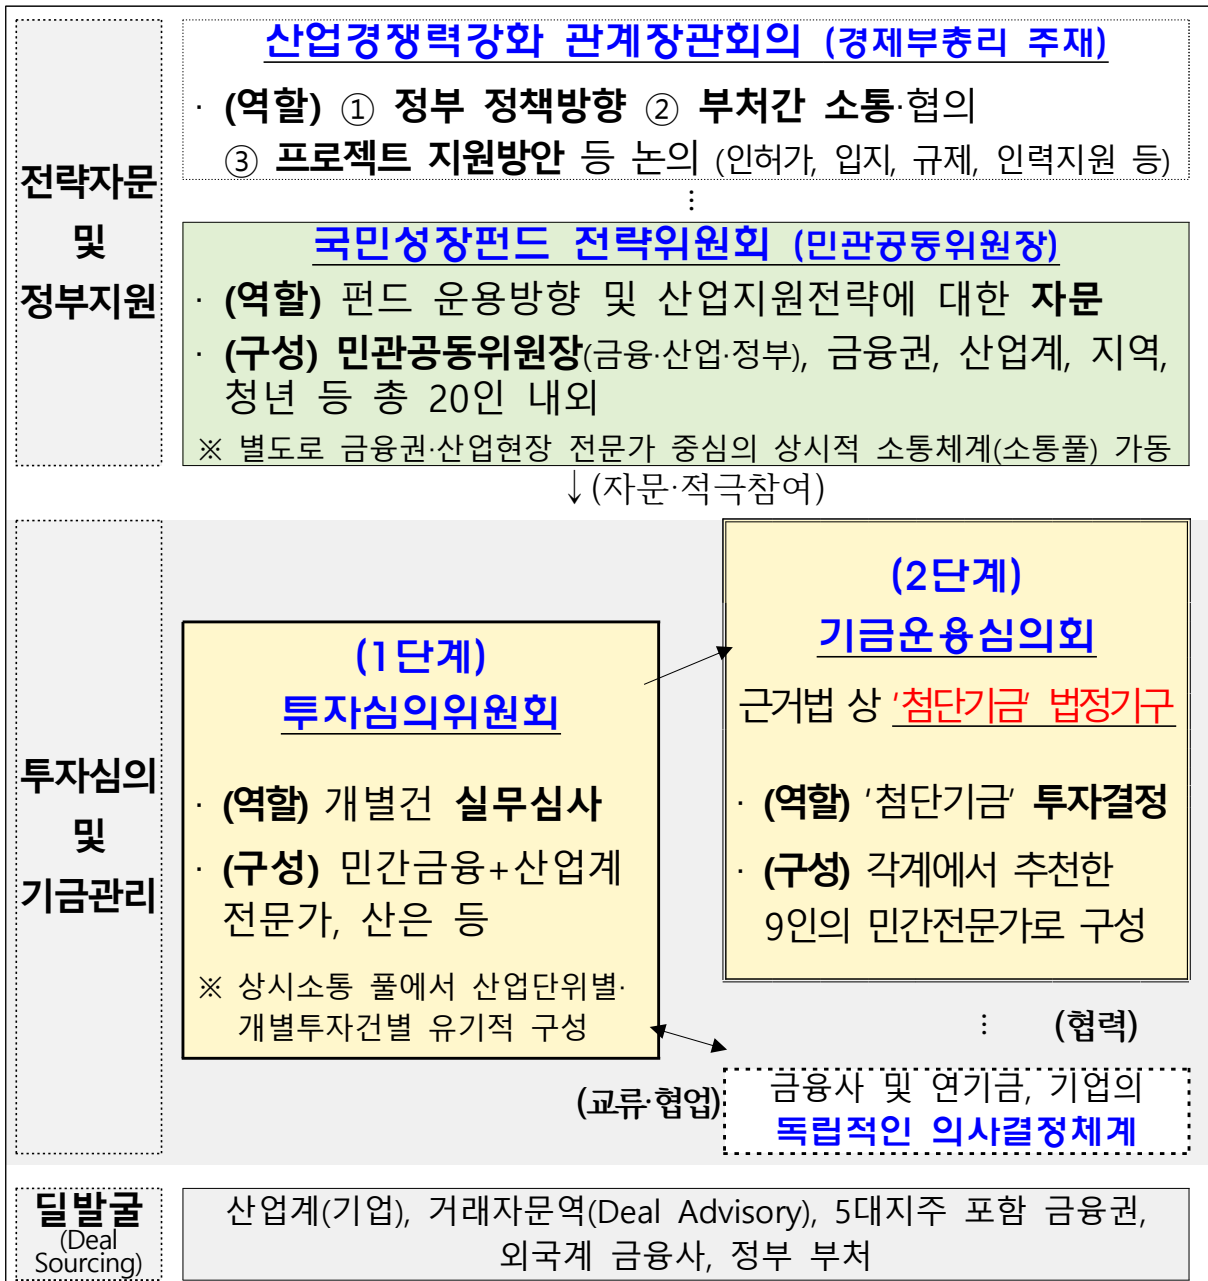 전략자문
및
정부지원
산업경쟁력강화 관계장관회의 (경제부총리 주재)
· (역할) ① 정부 정책방향 ② 부처간 소통·협의
③ 프로젝트 지원방안 등 논의 (인허가, 입지, 규제, 인력지원 등)
⋮
국민성장펀드 전략위원회 (민관공동위원장)
· (역할) 펀드 운용방향 및 산업지원전략에 대한 자문
· (구성) 민관공동위원장(금융·산업·정부), 금융권, 산업계, 지역,
청년 등 총 20인 내외
※ 별도로 금융권·산업현장 전문가 중심의 상시적 소통체계(소통풀) 가동
↓(자문·적극참여)
투자심의
및
기금관리
(1단계)
투자심의위원회
· (역할) 개별건 실무심사
· (구성) 민간금융+산업계
전문가, 산은 등
※ 상시소통 풀에서 산업단위별·
개별투자건별 유기적 구성
(2단계)
기금운용심의회
근거법 상 '첨단기금' 법정기구
· (역할) '첨단기금' 투자결정
· (구성) 각계에서 추천한
9인의 민간전문가로 구성
⋮ (협력)
(교류·협업)
금융사 및 연기금, 기업의
독립적인 의사결정체계
딜발굴
(Deal
Sourcing)
산업계(기업), 거래자문역(Deal Advisory), 5대지주 포함 금융권,
외국계 금융사, 정부 부처